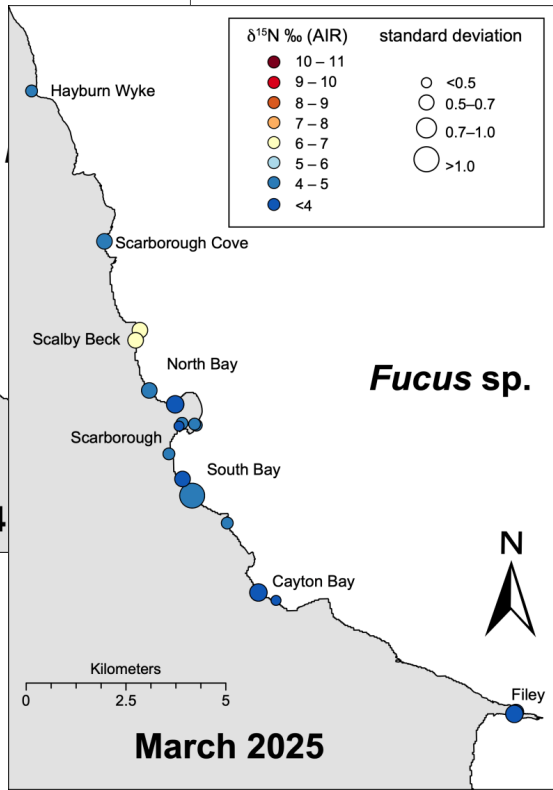 δ¹⁵N ‰ (AIR)
standard deviation
10 – 11
9 – 10
8 – 9
7 – 8
6 – 7
5 – 6
4 – 5
<4
<0.5
0.5–0.7
0.7–1.0
>1.0
Hayburn Wyke
Scarborough Cove
Scalby Beck
North Bay
Fucus sp.
Scarborough
South Bay
N
Cayton Bay
Kilometers
0 2.5 5
Filey
March 2025